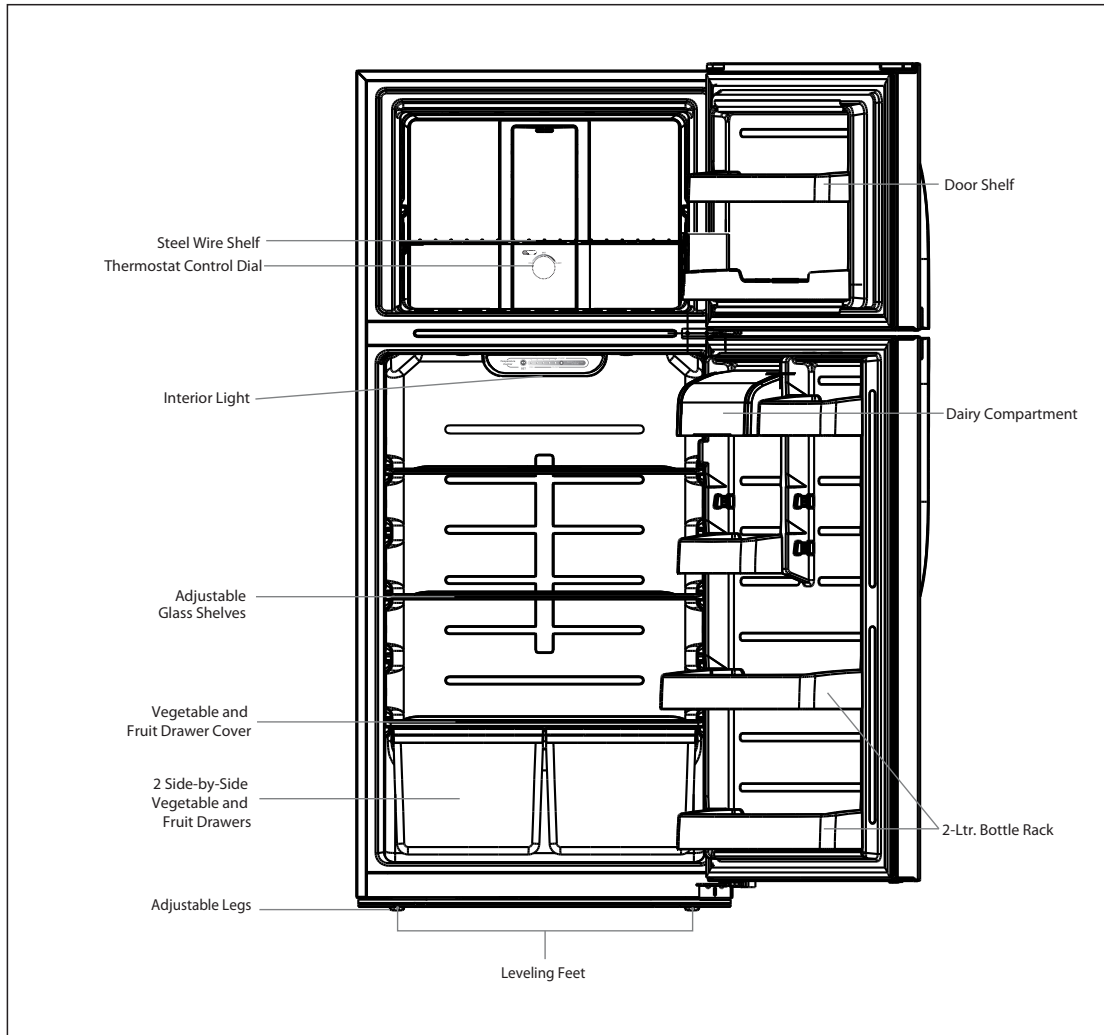 Door Shelf
Steel Wire Shelf
Thermostat Control Dial
Interior Light
Dairy Compartment
Adjustable
Glass Shelves
Vegetable and
Fruit Drawer Cover
2 Side-by-Side
Vegetable and
Fruit Drawers
2-Ltr. Bottle Rack
Adjustable Legs
Leveling Feet